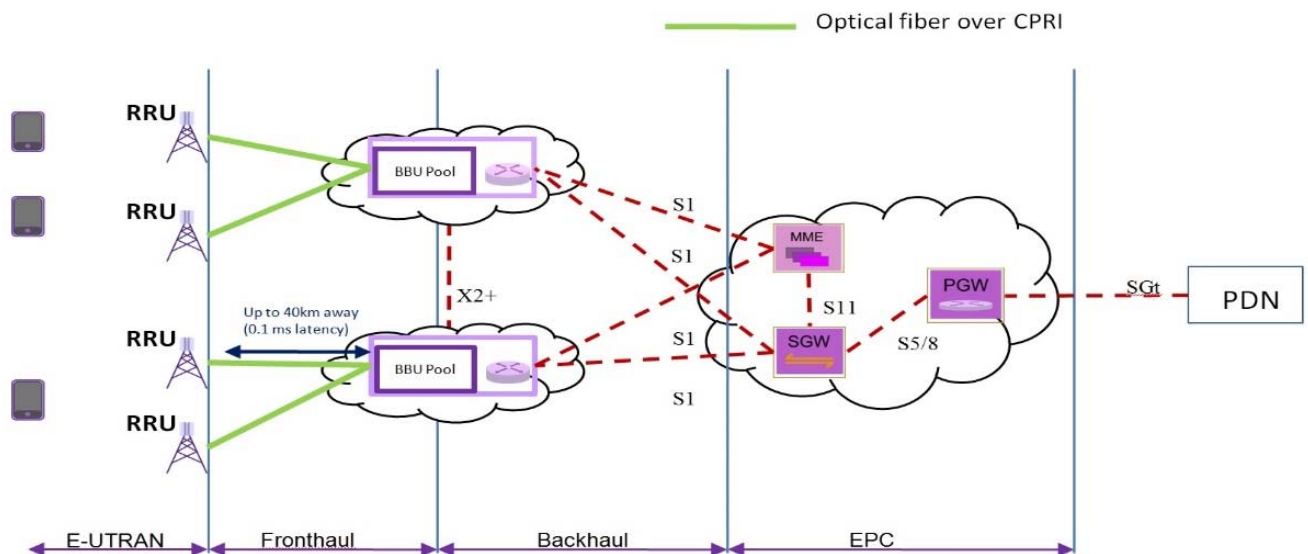 Optical fiber over CPRI
RRU
BBU Pool
RRU
S1
MME
S1
X2+
S11
PGW
SGt
PDN
Up to 40km away
(0.1 ms latency)
RRU
BBU Pool
S1
SGW
S5/8
S1
RRU
E-UTRAN
Fronthaul
Backhaul
EPC